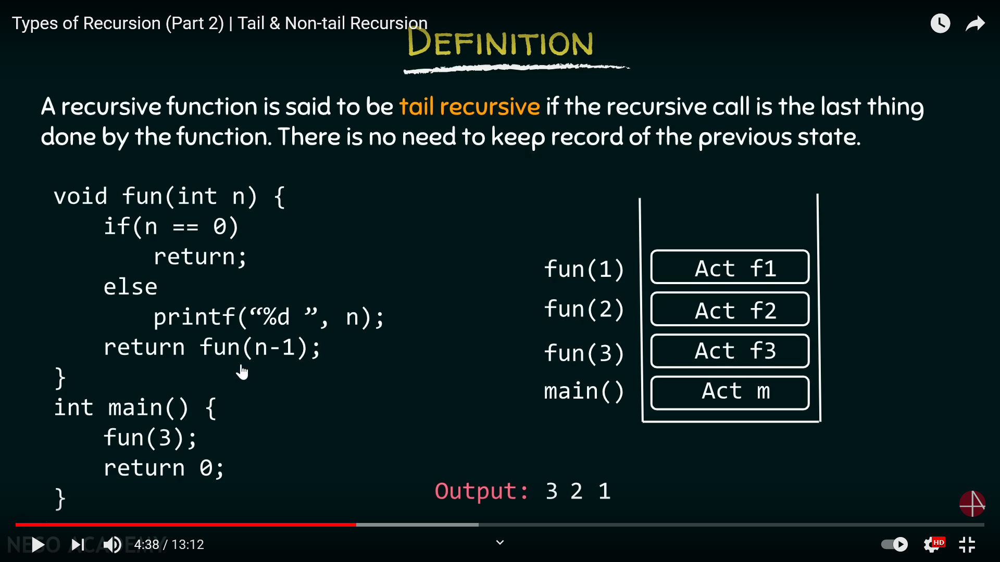 Types of Recursion (Part 2) | Tail & Non-tail Recursion
DEFINITION
A recursive function is said to be tail recursive if the recursive call is the last thing
done by the function. There is no need to keep record of the previous state.
void fun(int n) {
if(n == 0)
return;
else
printf(“%d ”, n);
return fun(n-1);
}
int main() {
fun(3);
return 0;
}
fun(1) Act f1
fun(2) Act f2
fun(3) Act f3
main() Act m
Output: 3 2 1
NESO ACADEMY
4:38 / 13:12
HD